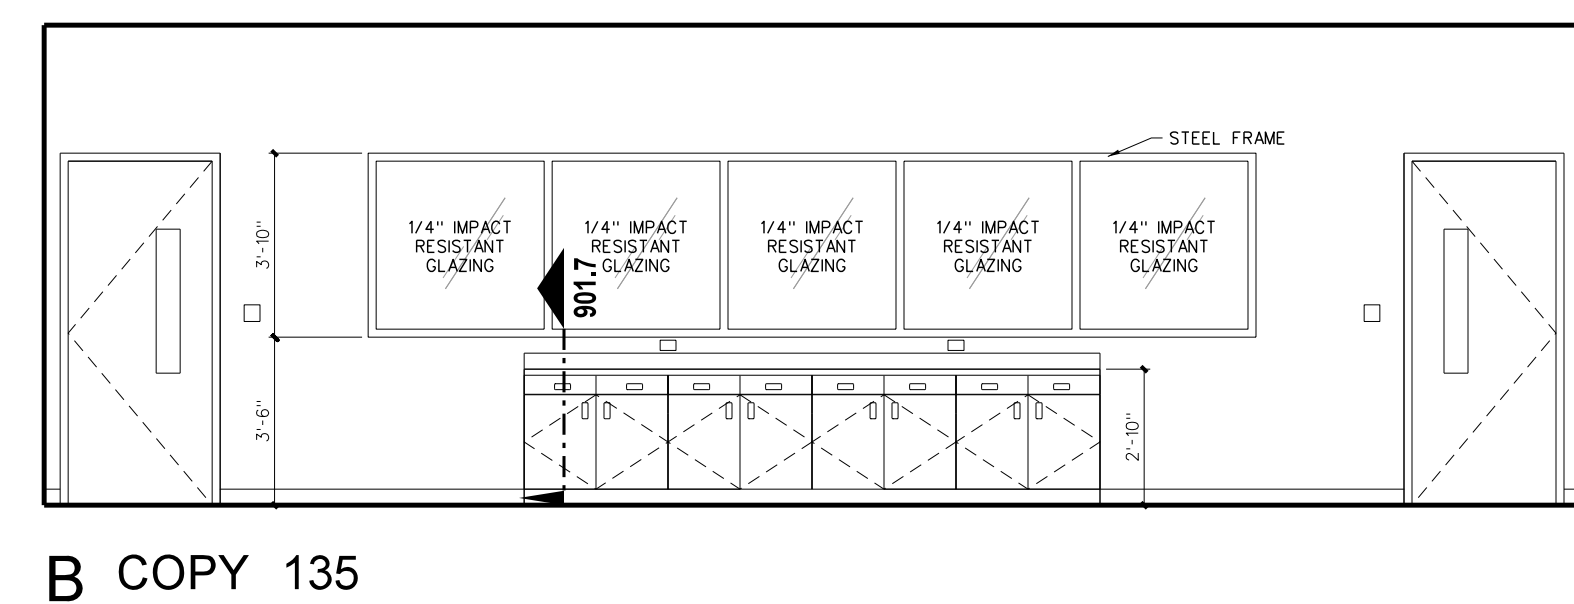 STEEL FRAME
1/4" IMPACT
RESISTANT
GLAZING
1/4" IMPACT
RESISTANT
GLAZING
1/4" IMPACT
RESISTANT
GLAZING
1/4" IMPACT
RESISTANT
GLAZING
1/4" IMPACT
RESISTANT
GLAZING
3'-10"
901.7
3'-6"
2'-10"
B COPY 135